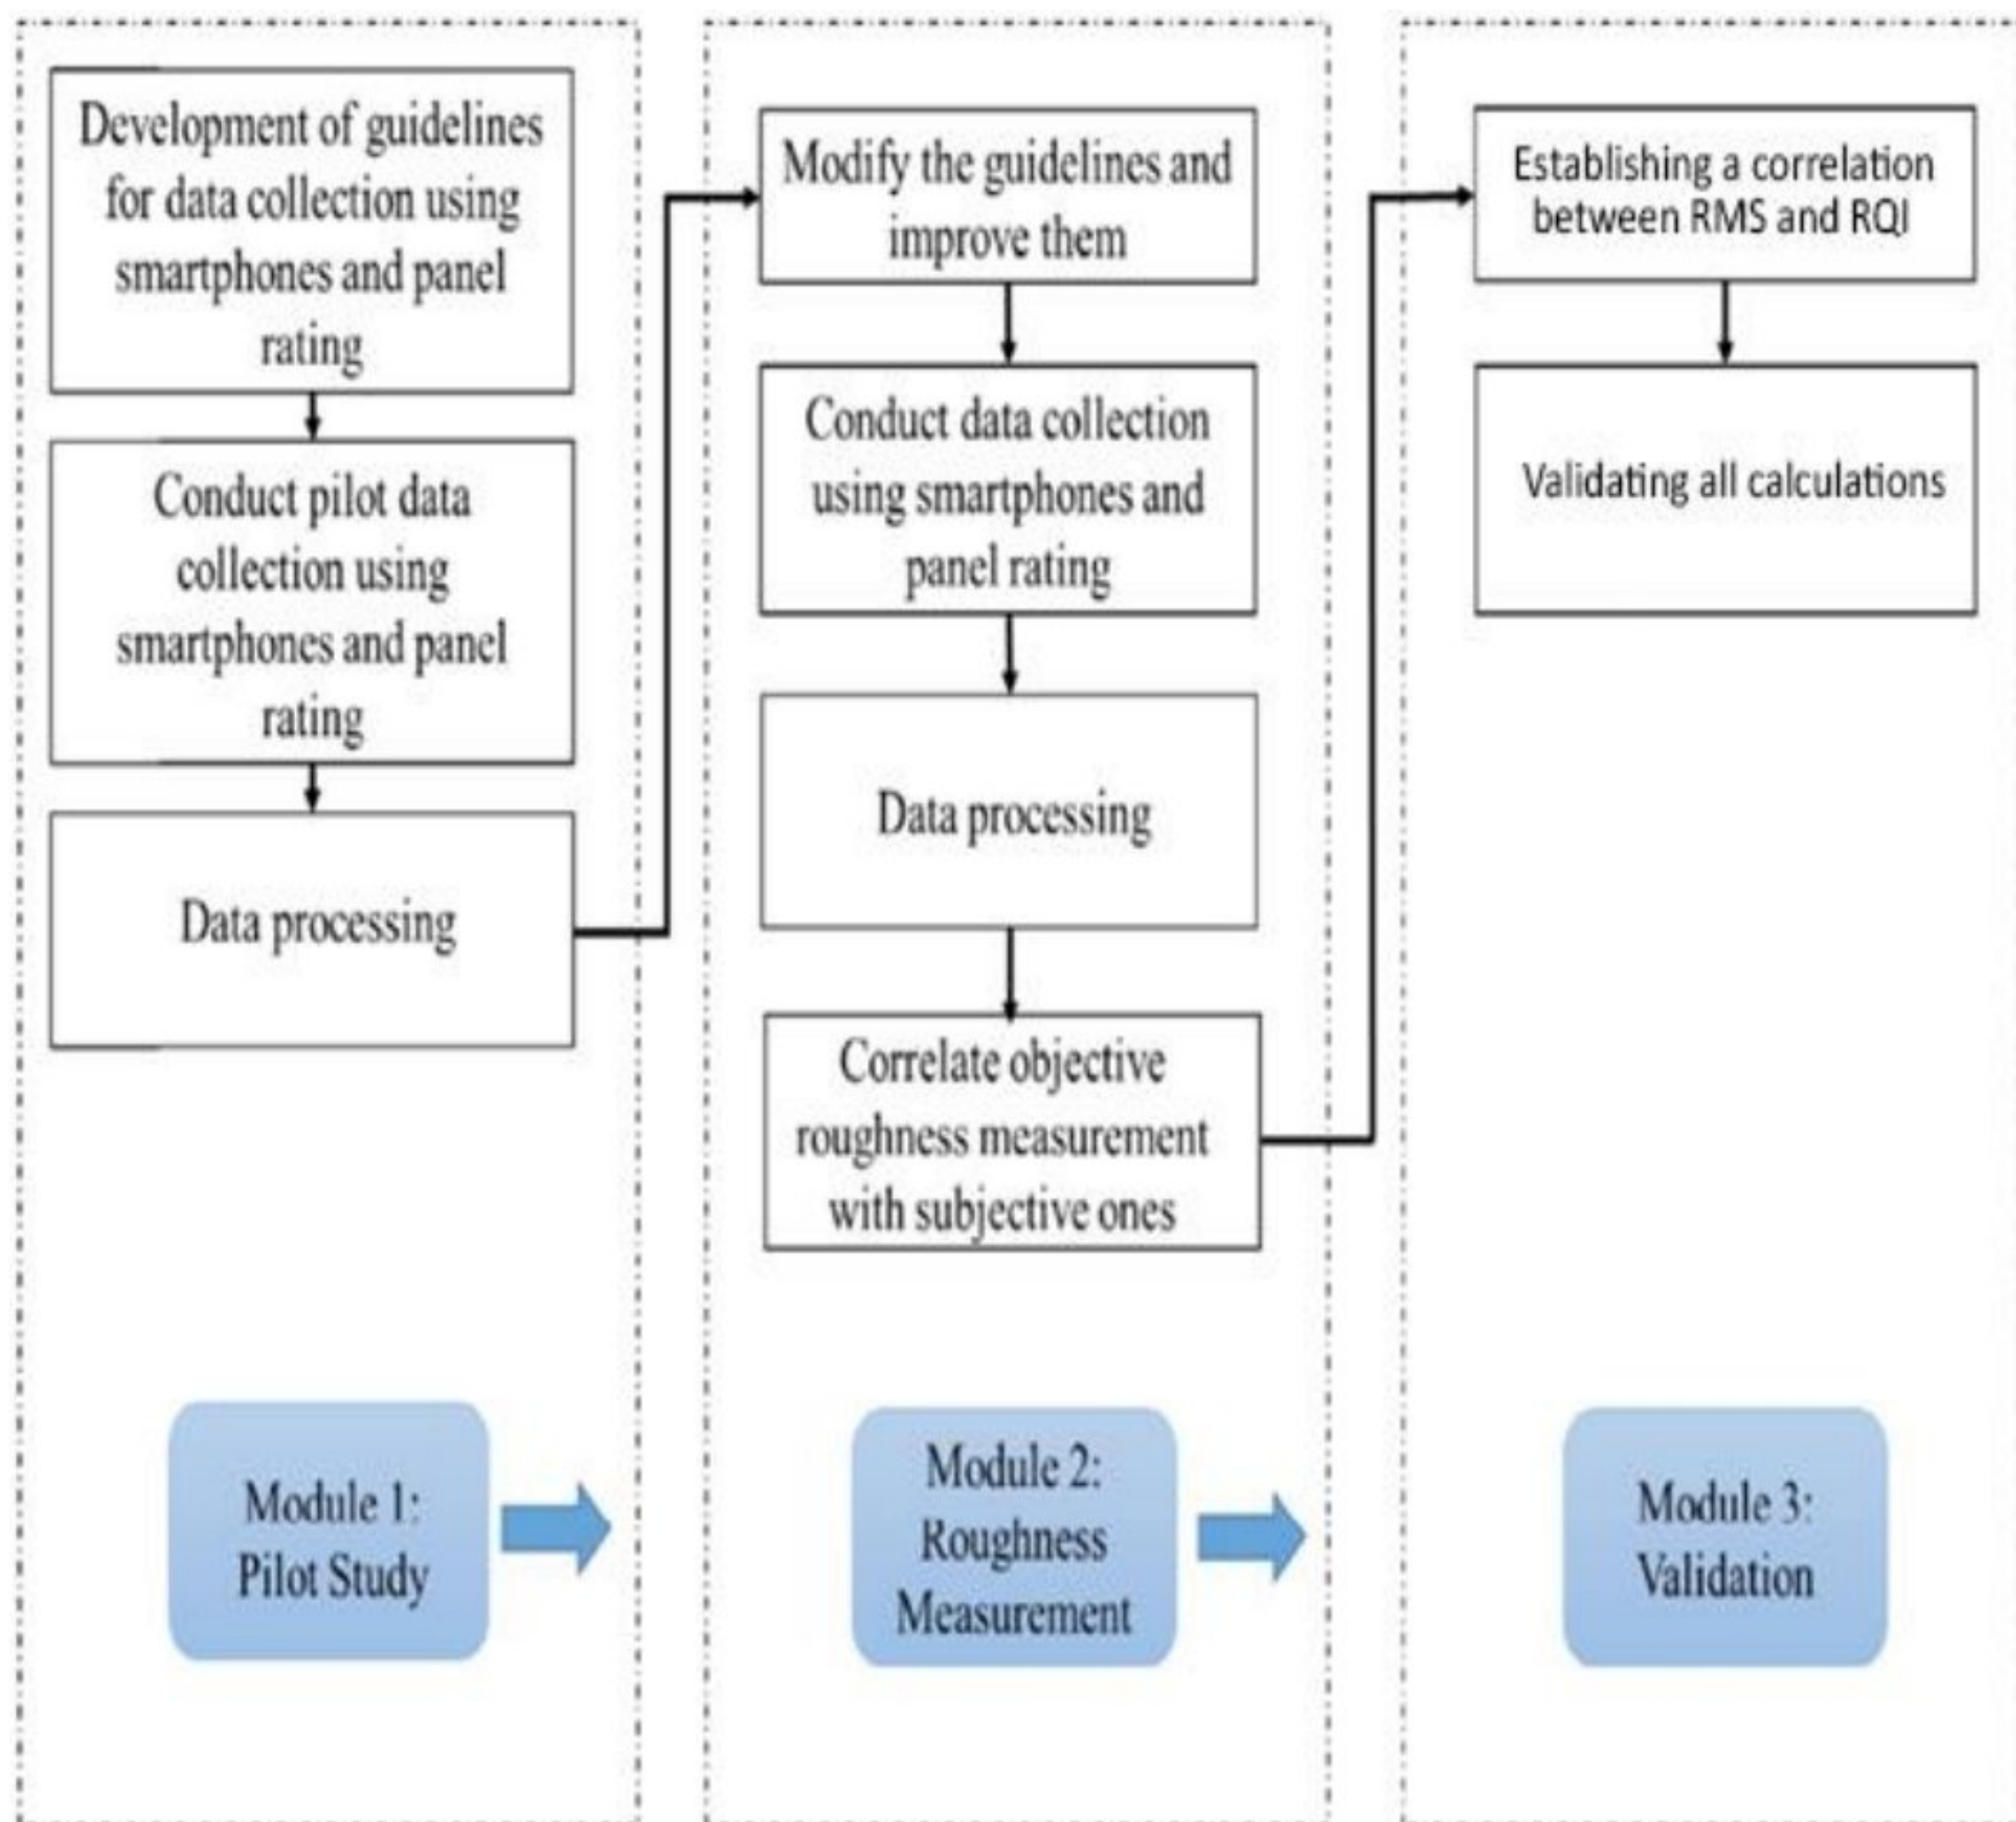 Development of guidelines
for data collection using
smartphones and panel
rating
Conduct pilot data
collection using
smartphones and panel
rating
Data processing
Modify the guidelines and
improve them
Conduct data collection
using smartphones and
panel rating
Data processing
Correlate objective
roughness measurement
with subjective ones
Establishing a correlation
between RMS and RQI
Validating all calculations
Module 1:
Pilot Study
Module 2:
Roughness
Measurement
Module 3:
Validation